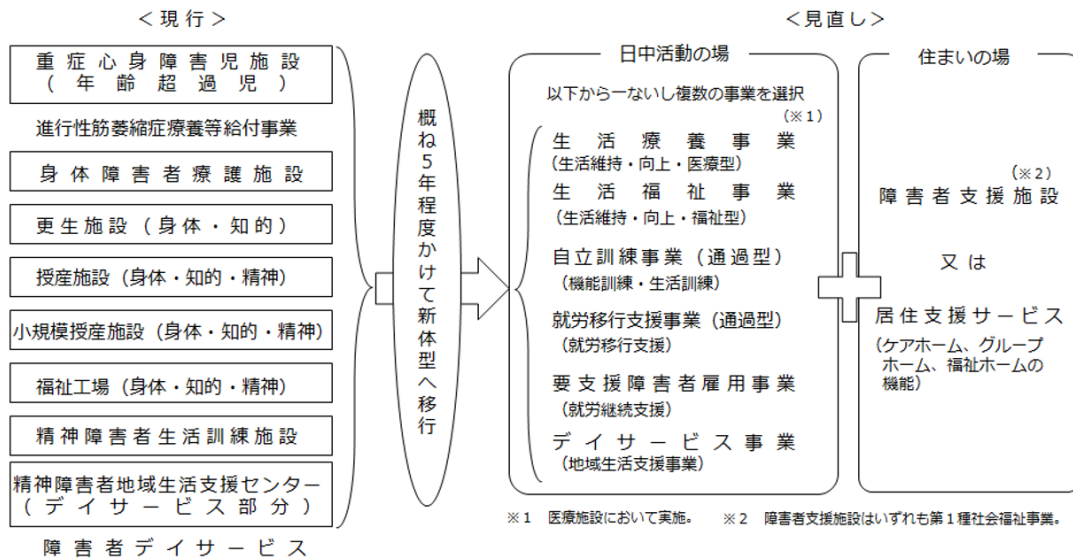 ＜現行＞
重症心身障害児施設
（年齢超過児）
進行性筋萎縮症療養等給付事業
身体障害者療護施設
更生施設（身体・知的）
授産施設（身体・知的・精神）
小規模授産施設（身体・知的・精神）
福祉工場（身体・知的・精神）
精神障害者生活訓練施設
精神障害者地域生活支援センター
（デイサービス部分）
障害者デイサービス
概ね５年程度かけて新体型へ移行
＜見直し＞
日中活動の場
以下から一ないし複数の事業を選択
（※１）
生活療養事業
（生活維持・向上・医療型）
生活福祉事業
（生活維持・向上・福祉型）
自立訓練事業（通過型）
（機能訓練・生活訓練）
就労移行支援事業（通過型）
（就労移行支援）
要支援障害者雇用事業
（就労継続支援）
デイサービス事業
（地域生活支援事業）
住まいの場
（※２）
障害者支援施設
又は
居住支援サービス
（ケアホーム、グループ
ホーム、福祉ホームの
機能）
※１　医療施設において実施。
※２　障害者支援施設はいずれも第１種社会福祉事業。